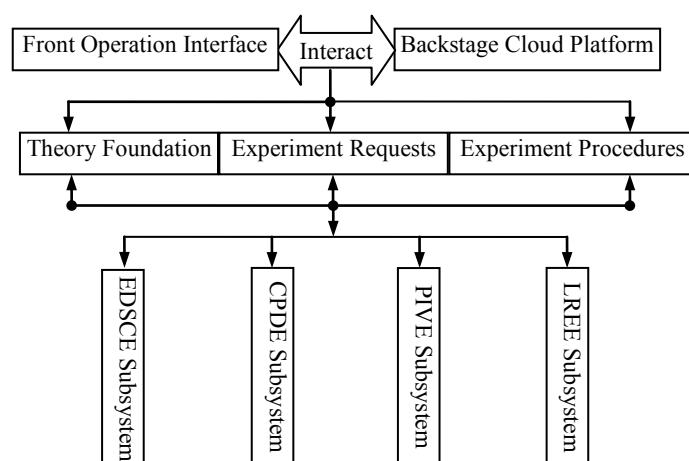 Front Operation Interface
Interact
Backstage Cloud Platform
Theory Foundation
Experiment Requests
Experiment Procedures
EDSCE Subsystem
CPDE Subsystem
PIVE Subsystem
LREE Subsystem